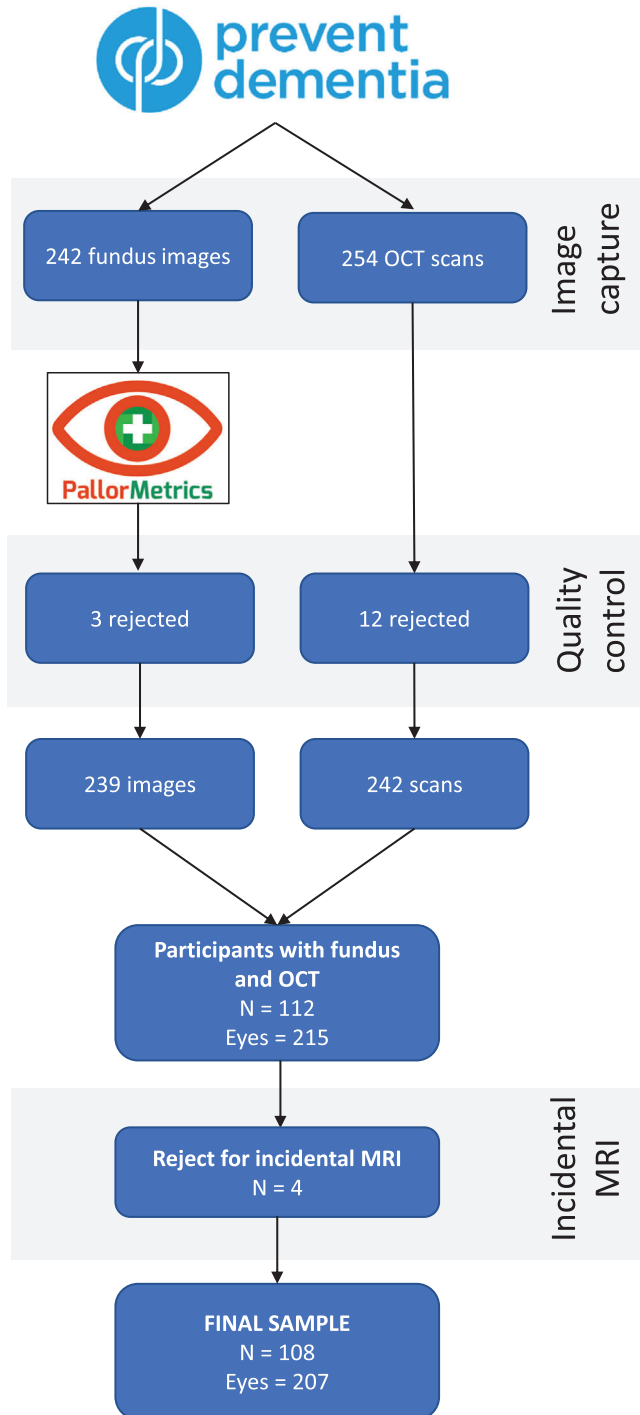 prevent
dementia
242 fundus images
254 OCT scans
Image
capture
PallorMetrics
3 rejected
12 rejected
Quality
control
239 images
242 scans
Participants with fundus
and OCT
N = 112
Eyes = 215
Reject for incidental MRI
N = 4
Incidental
MRI
FINAL SAMPLE
N = 108
Eyes = 207